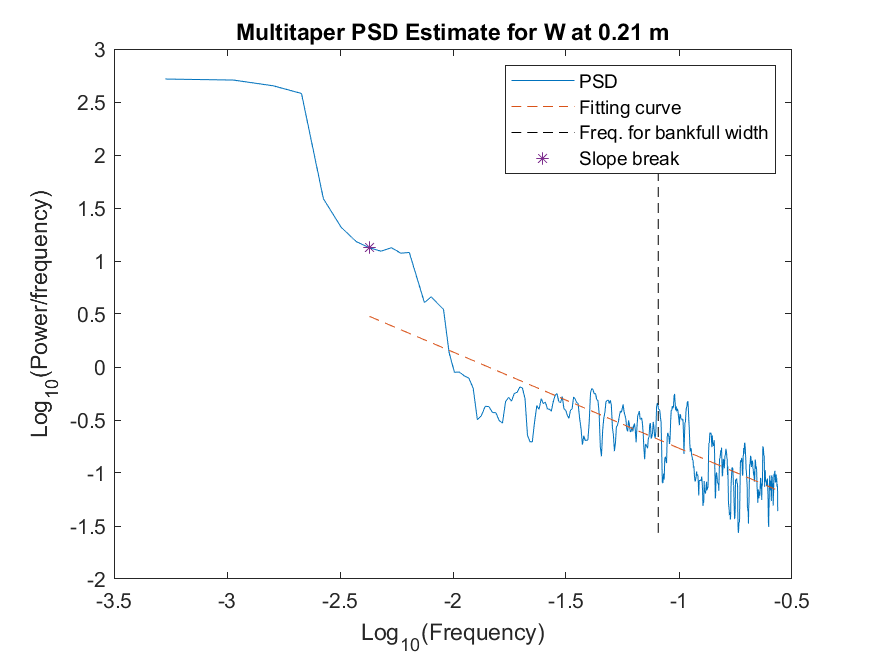 Multitaper PSD Estimate for W at 0.21 m
3
2.5
2
1.5
1
0.5
0
-0.5
-1
-1.5
-2
Log10(Power/frequency)
PSD
Fitting curve
Freq. for bankfull width
Slope break
-3.5 -3 -2.5 -2 -1.5 -1 -0.5
Log10(Frequency)